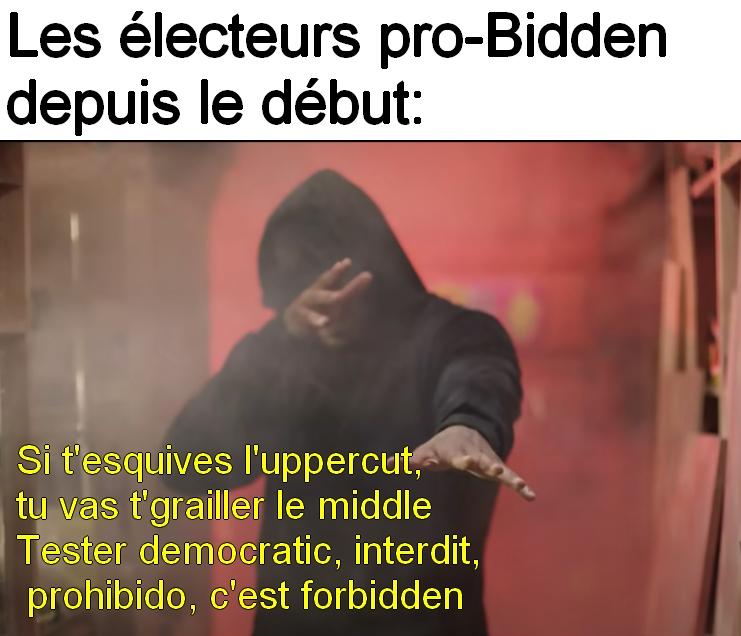 Les électeurs pro-Bidden
depuis le début:
Si t'esquives l'uppercut,
tu vas t'grailler le middle
Tester democratic, interdit,
prohibido, c'est forbidden